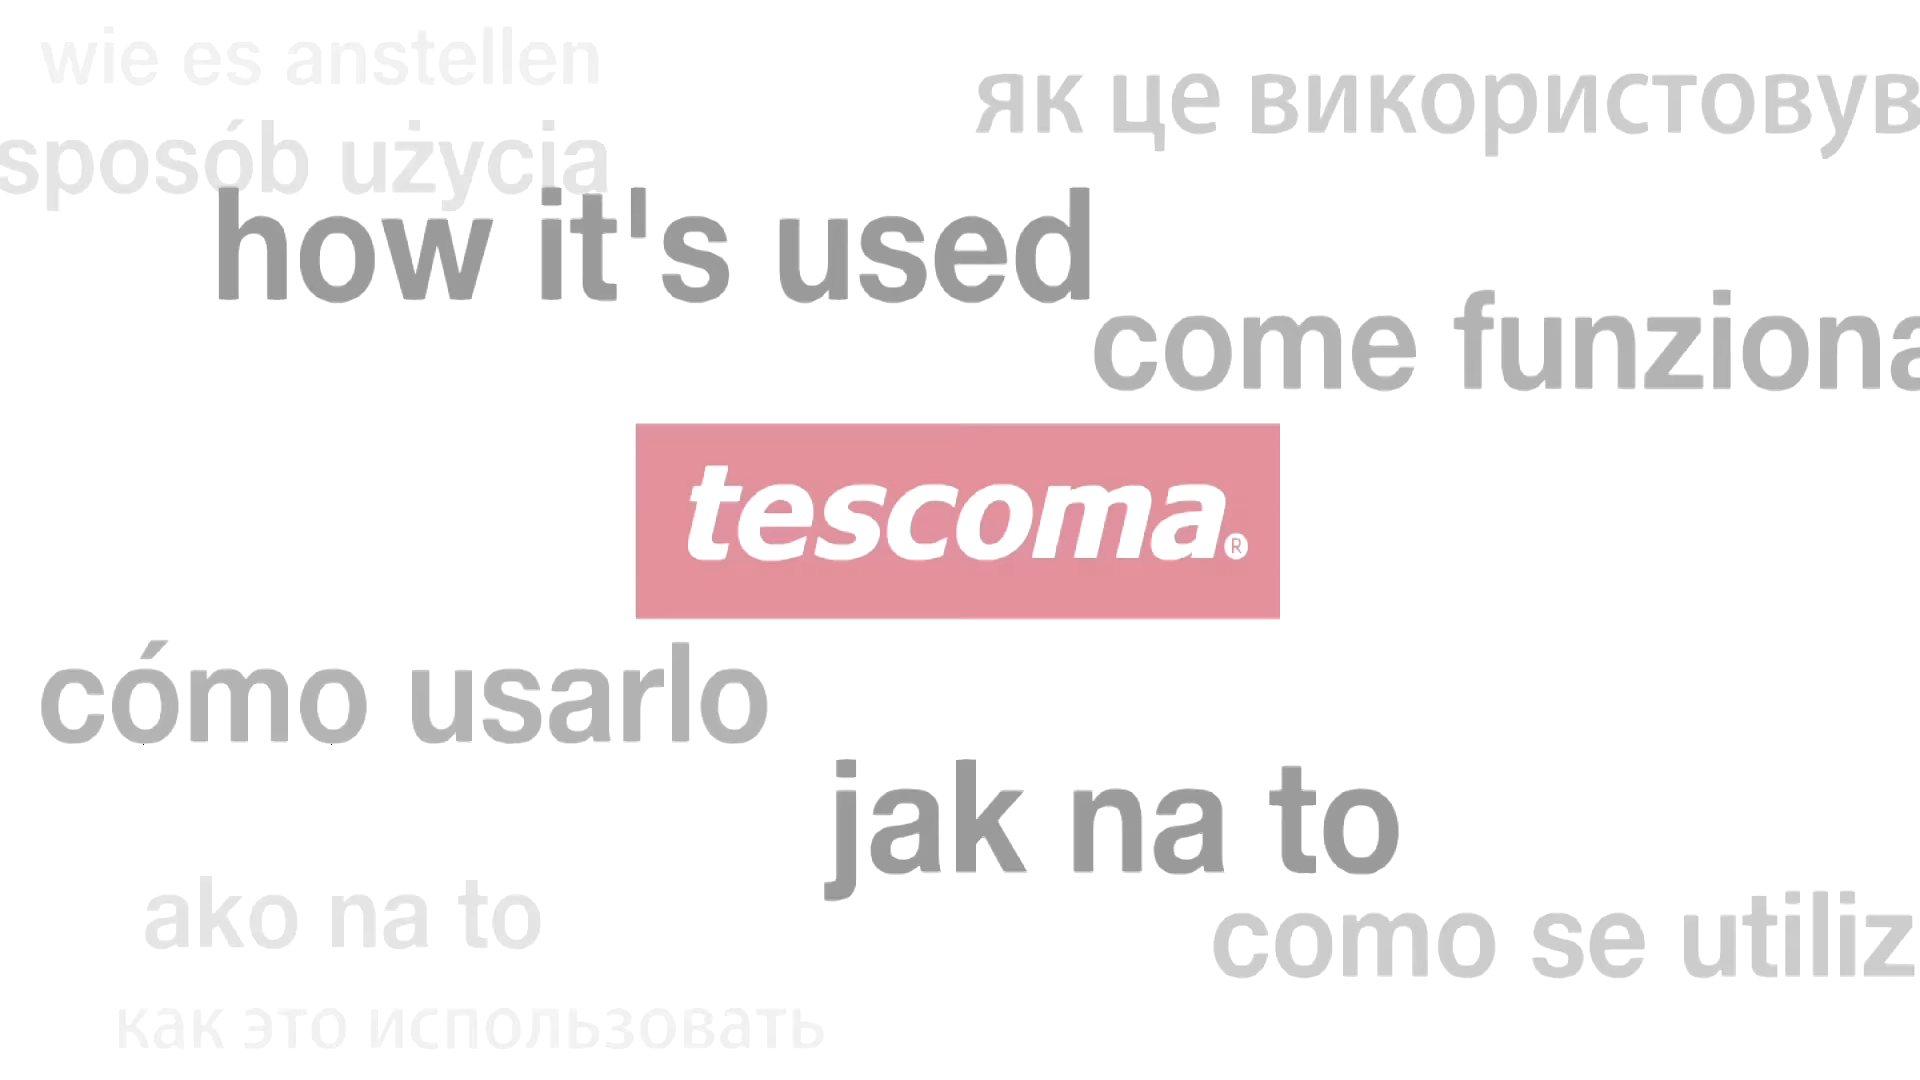 wie es anstellen
як це використовув
sposób użycia
how it's used
come funziona
tescoma®
cómo usarlo
jak na to
ako na to
como se utiliz
как это использовать